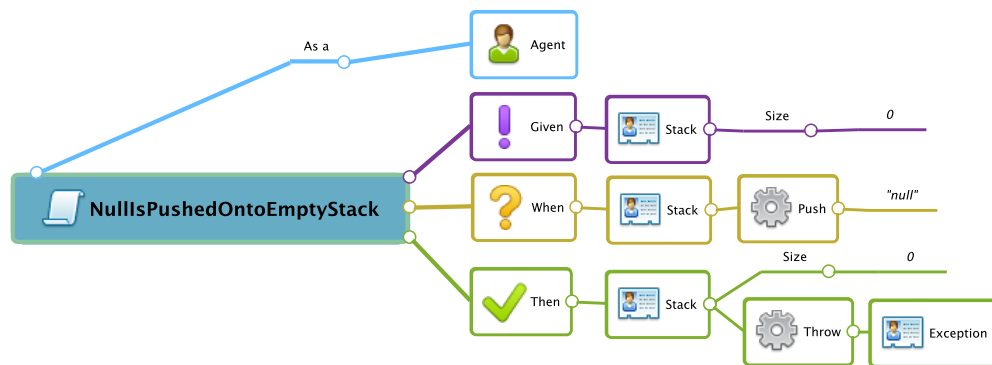 As a
Agent
Given
Stack
Size
0
NullIsPushedOntoEmptyStack
When
Stack
Push
"null"
Then
Stack
Size
0
Throw
Exception